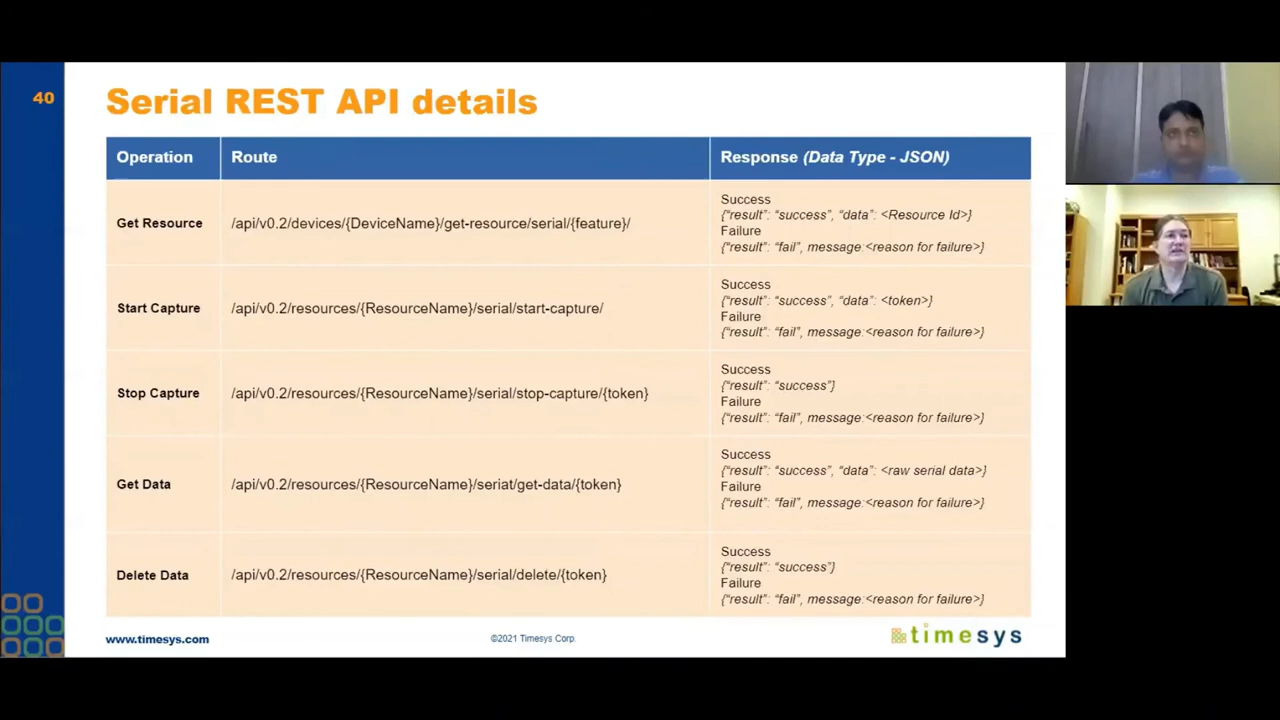 40
Serial REST API details
Operation
Route
Response (Data Type - JSON)
Get Resource
/api/v0.2/devices/{DeviceName}/get-resource/serial/{feature}/
Success
{“result”: “success”, “data”: <Resource Id>}
Failure
{“result”: “fail”, message:<reason for failure>}
Start Capture
/api/v0.2/resources/{ResourceName}/serial/start-capture/
Success
{“result”: “success”, “data”: <token>}
Failure
{“result”: “fail”, message:<reason for failure>}
Stop Capture
/api/v0.2/resources/{ResourceName}/serial/stop-capture/{token}
Success
{“result”: “success”}
Failure
{“result”: “fail”, message:<reason for failure>}
Get Data
/api/v0.2/resources/{ResourceName}/serial/get-data/{token}
Success
{“result”: “success”, “data”: <raw serial data>}
Failure
{“result”: “fail”, message:<reason for failure>}
Delete Data
/api/v0.2/resources/{ResourceName}/serial/delete/{token}
Success
{“result”: “success”}
Failure
{“result”: “fail”, message:<reason for failure>}
www.timesys.com
©2021 Timesys Corp.
timesys